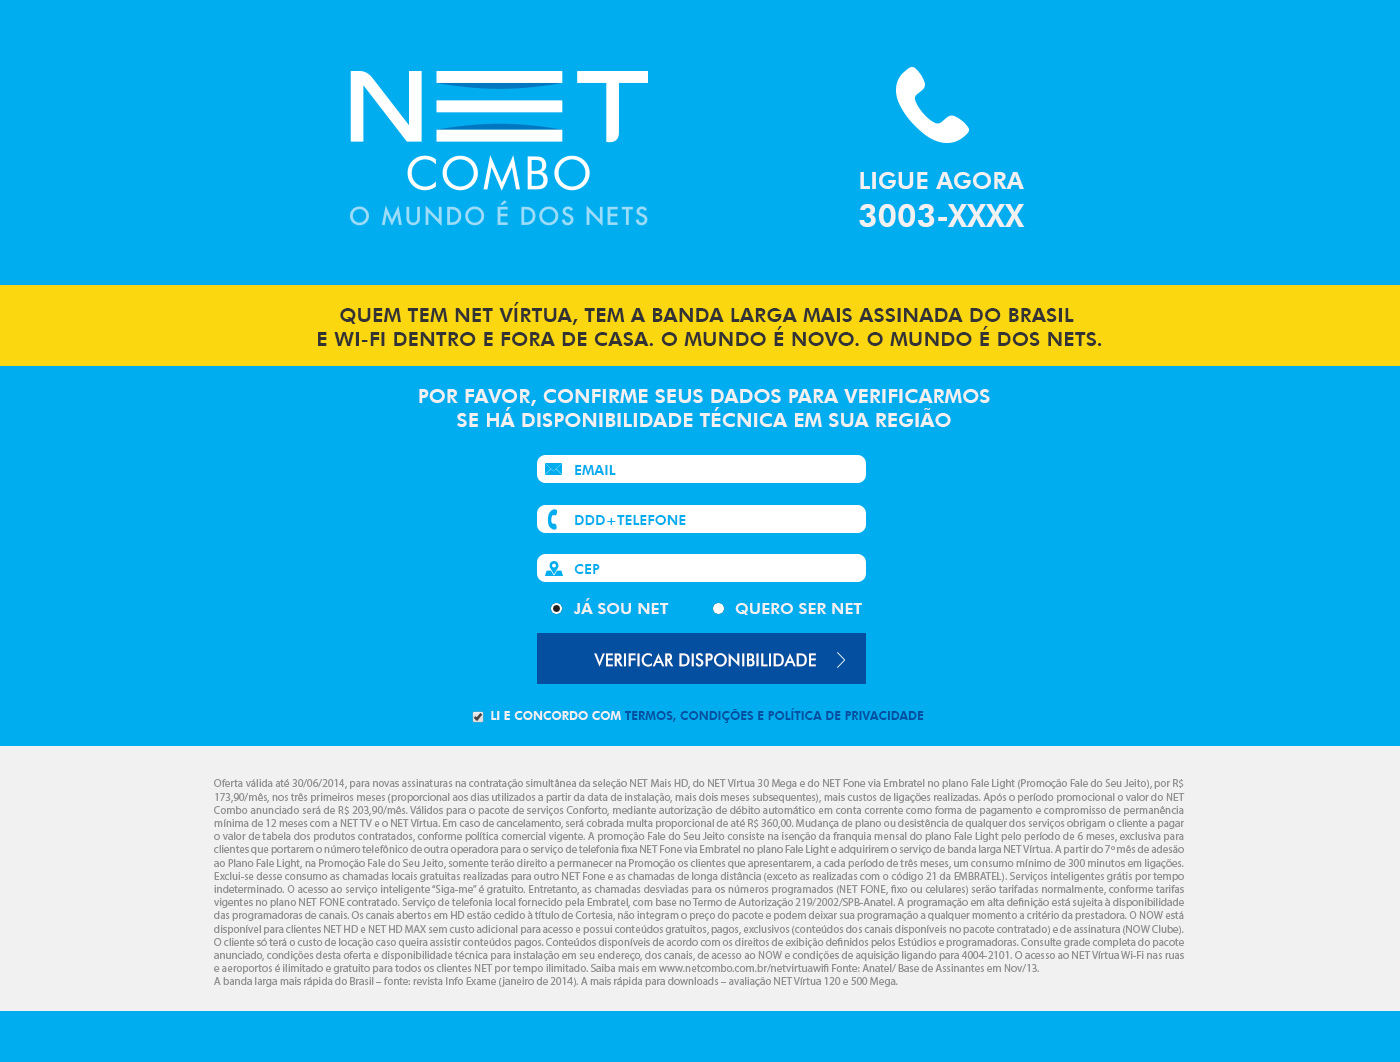 NET
COMBO
O MUNDO É DOS NETS
LIGUE AGORA
3003-XXXX
QUEM TEM NET VÍRTUA, TEM A BANDA LARGA MAIS ASSINADA DO BRASIL
E WI-FI DENTRO E FORA DE CASA. O MUNDO É NOVO. O MUNDO É DOS NETS.
POR FAVOR, CONFIRME SEUS DADOS PARA VERIFICARMOS
SE HÁ DISPONIBILIDADE TÉCNICA EM SUA REGIÃO
EMAIL
DDD+TELEFONE
CEP
JÁ SOU NET QUERO SER NET
VERIFICAR DISPONIBILIDADE
LI E CONCORDO COM TERMOS, CONDIÇÕES E POLÍTICA DE PRIVACIDADE
Oferta válida até 30/06/2014, para novas assinaturas na contratação simultânea da seleção NET Mais HD, do NET Vírtua 30 Mega e do NET Fone via Embratel no plano Fale Light (Promoção Fale do Seu Jeito), por R$
173,90/mês, nos três primeiros meses (proporcional aos dias utilizados a partir da data de instalação, mais dois meses subsequentes), mais custos de ligações realizadas. Após o período promocional o valor do NET
Combo anunciado será de R$ 203,90/mês. Válidos para o pacote de serviços Conforto, mediante autorização de débito automático em conta corrente como forma de pagamento e compromisso de permanência
mínima de 12 meses com a NET TV e o NET Vírtua. Em caso de cancelamento, será cobrada multa proporcional de até R$ 360,00. Mudança de plano ou desistência de qualquer dos serviços obrigam o cliente a pagar
o valor de tabela dos produtos contratados, conforme política comercial vigente. A promoção Fale do Seu Jeito consiste na isenção da franquia mensal do plano Fale Light pelo período de 6 meses, exclusiva para
clientes que portarem o número telefônico de outra operadora para o serviço de telefonia fixa NET Fone via Embratel no plano Fale Light e adquirirem o serviço de banda larga NET Vírtua. A partir do 7º mês de adesão
ao Plano Fale Light, na Promoção Fale do Seu Jeito, somente terão direito a permanecer na Promoção os clientes que apresentarem, a cada período de três meses, um consumo mínimo de 300 minutos em ligações.
Exclui-se desse consumo as chamadas locais gratuitas realizadas para outro NET Fone e as chamadas de longa distância (exceto as realizadas com o código 21 da EMBRATEL). Serviços inteligentes grátis por tempo
indeterminado. O acesso ao serviço inteligente “Siga-me” é gratuito. Entretanto, as chamadas desviadas para os números programados (NET FONE, fixo ou celulares) serão tarifadas normalmente, conforme tarifas
vigentes no plano NET FONE contratado. Serviço de telefonia local fornecido pela Embratel, com base no Termo de Autorização 219/2002/SPB-Anatel. A programação em alta definição está sujeita à disponibilidade
das programadoras de canais. Os canais abertos em HD estão cedido à título de Cortesia, não integram o preço do pacote e podem deixar sua programação a qualquer momento a critério da prestadora. O NOW está
disponível para clientes NET HD e NET HD MAX sem custo adicional para acesso e possui conteúdos gratuitos, pagos, exclusivos (conteúdos dos canais disponíveis no pacote contratado) e de assinatura (NOW Clube).
O cliente só terá o custo de locação caso queira assistir conteúdos pagos. Conteúdos disponíveis de acordo com os direitos de exibição definidos pelos Estúdios e programadoras. Consulte grade completa do pacote
anunciado, condições desta oferta e disponibilidade técnica para instalação em seu endereço, dos canais, de acesso ao NOW e condições de aquisição ligando para 4004-2101. O acesso ao NET Vírtua Wi-Fi nas ruas
e aeroportos é ilimitado e gratuito para todos os clientes NET por tempo ilimitado. Saiba mais em www.netcombo.com.br/netvirtuawifi Fonte: Anatel/ Base de Assinantes em Nov/13.
A banda larga mais rápida do Brasil – fonte: revista Info Exame (janeiro de 2014). A mais rápida para downloads – avaliação NET Vírtua 120 e 500 Mega.